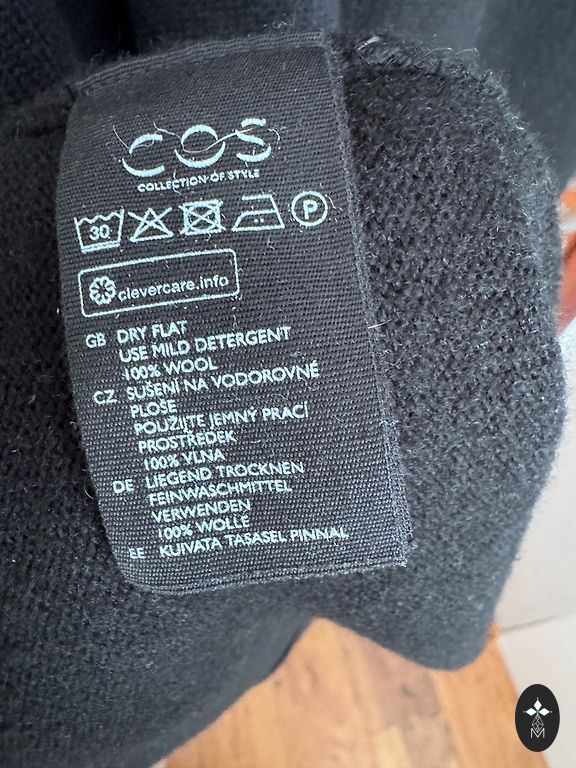 COS
COLLECTION OF STYLE
30
P
clevercare.info
GB DRY FLAT
USE MILD DETERGENT
100% WOOL
CZ SUŠENÍ NA VODOROVNÉ
PLOŠE
POUŽIJTE JEMNÝ PRACÍ
PROSTŘEDEK
100% VLNA
DE LIEGEND TROCKNEN
FEINWASCHMITTEL
VERWENDEN
100% WOLLE
EE KUIVATA TASASEL PINNAL
M